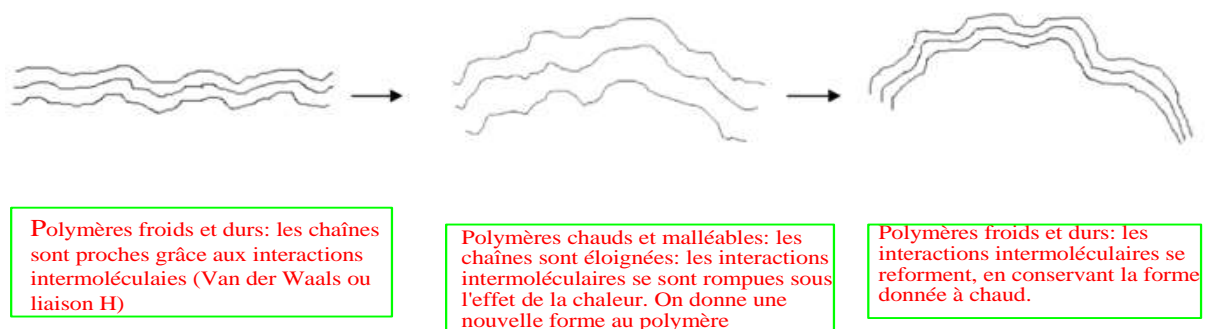 Polymères froids et durs: les chaînes
sont proches grâce aux interactions
intermoléculaies (Van der Waals ou
liaison H)
Polymères chauds et malléables: les
chaînes sont éloignées: les interactions
intermoléculaires se sont rompues sous
l'effet de la chaleur. On donne une
nouvelle forme au polymère
Polymères froids et durs: les
interactions intermoléculaires se
reforment, en conservant la forme
donnée à chaud.